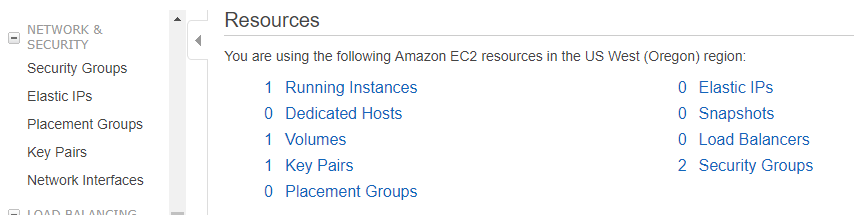 NETWORK &
SECURITY
Security Groups
Elastic IPs
Placement Groups
Key Pairs
Network Interfaces
LOAD BALANCING
Resources
You are using the following Amazon EC2 resources in the US West (Oregon) region:
1 Running Instances
0 Dedicated Hosts
1 Volumes
1 Key Pairs
0 Placement Groups
0 Elastic IPs
0 Snapshots
0 Load Balancers
2 Security Groups